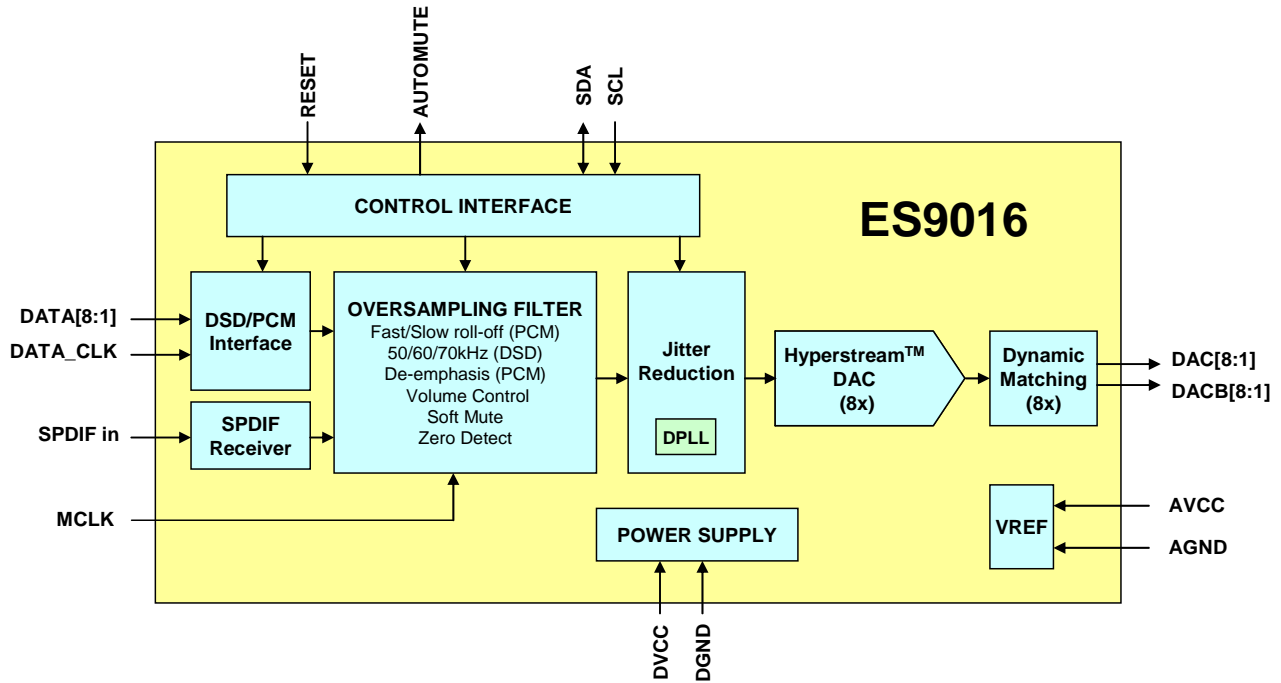 RESET
AUTOMUTE
SDA
SCL
CONTROL INTERFACE
ES9016
DATA[8:1]
DATA_CLK
DSD/PCM
Interface
OVERSAMPLING FILTER
Fast/Slow roll-off (PCM)
50/60/70kHz (DSD)
De-emphasis (PCM)
Volume Control
Soft Mute
Zero Detect
Jitter
Reduction
DPLL
Hyperstream™
DAC
(8x)
Dynamic
Matching
(8x)
DAC[8:1]
DACB[8:1]
SPDIF in
SPDIF
Receiver
MCLK
POWER SUPPLY
VREF
AVCC
AGND
DVCC
DGND